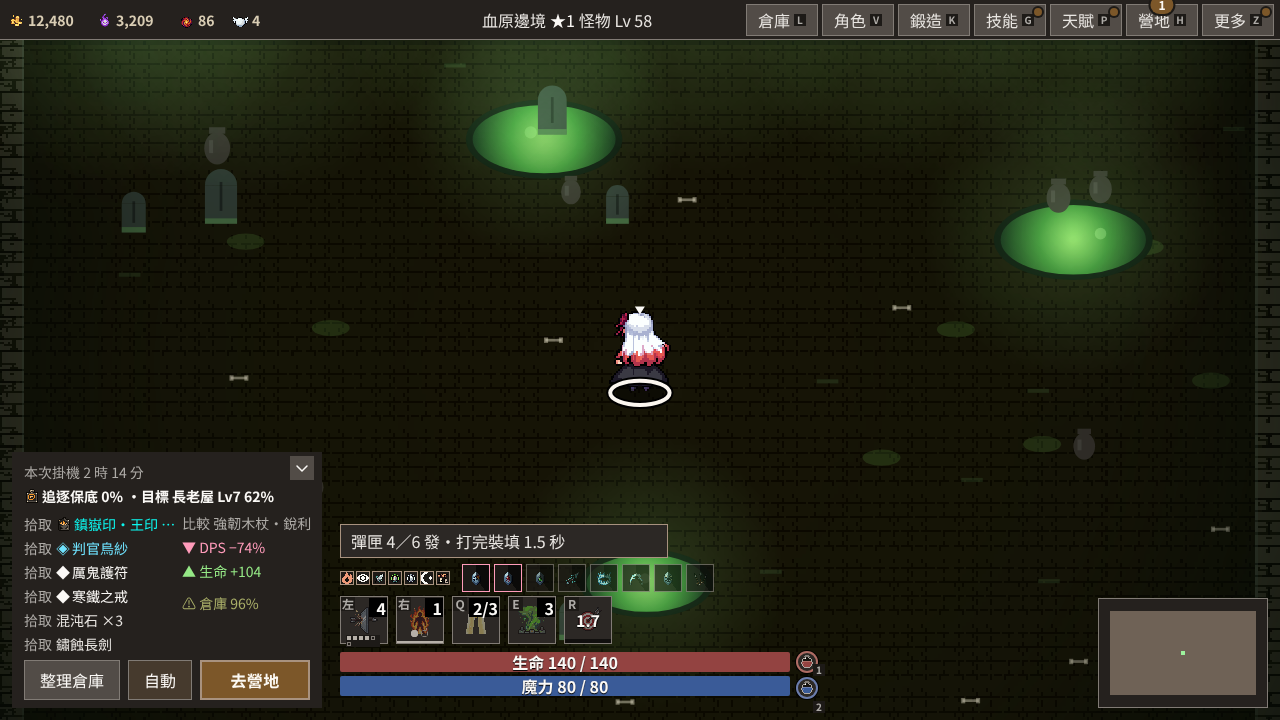 12,480 3,209 86 4
血原邊境 ★1 怪物 Lv 58
倉庫 L 角色 V 鍛造 K 技能 G 天賦 P 營地 H 更多 Z
1
本次掛機 2 時 14 分
追逐保底 0% ・目標 長老屋 Lv7 62%
拾取 鎮嶽印・王印 …
拾取 ◆判官烏紗
拾取 ◆厲鬼護符
拾取 ◆寒鐵之戒
拾取 混沌石 ×3
拾取 鏽蝕長劍
比較 強韌木杖・銳利
▼ DPS −74%
▲ 生命 +104
⚠ 倉庫 96%
整理倉庫 自動 去營地
彈匣 4／6 發・打完裝填 1.5 秒
左 4 右 1 Q 2/3 E 3 R 1.7
生命 140 / 140 1
魔力 80 / 80 2